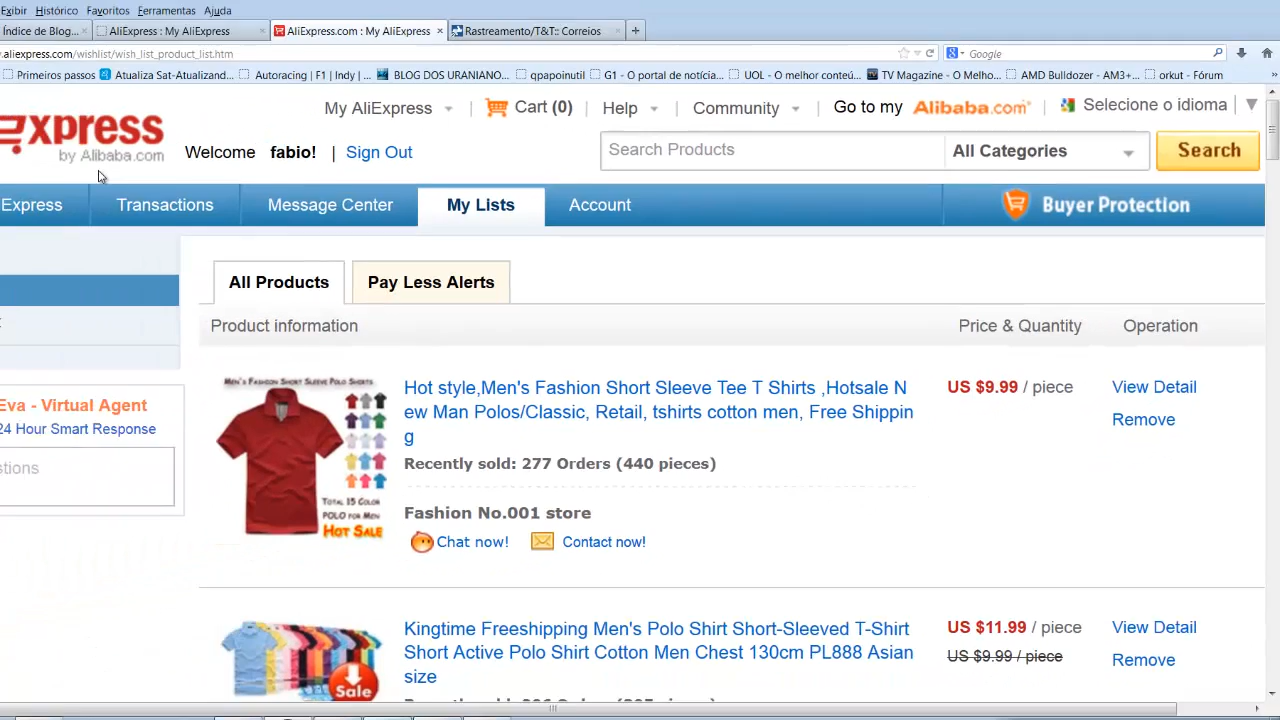 Exibir Histórico Favoritos Ferramentas Ajuda
Índice de Blog... AliExpress : My AliExpress AliExpress.com : My AliExpress Rastreamento/T&T:: Correios
.aliexpress.com/wishlist/wish_list_product_list.htm Google
Primeiros passos Atualiza Sat-Atualizand... Autoracing | F1 | Indy | ... BLOG DOS URANIANO... qpapoinutil G1 - O portal de notícia... UOL - O melhor conteú... TV Magazine - O Melho... AMD Bulldozer - AM3+... orkut - Fórum
express
by Alibaba.com
My AliExpress | Cart (0) | Help | Community | Go to my Alibaba.com | Selecione o idioma
Welcome fabio! | Sign Out
Search Products All Categories Search
Express Transactions Message Center My Lists Account Buyer Protection
All Products Pay Less Alerts
Product information Price & Quantity Operation
Eva - Virtual Agent
24 Hour Smart Response
stions
MEN'S FASHION SHORT SLEEVE POLO SHIRTS
TOTAL 15 COLOR
POLO FOR MEN
HOT SALE
Hot style,Men's Fashion Short Sleeve Tee T Shirts ,Hotsale N
ew Man Polos/Classic, Retail, tshirts cotton men, Free Shippin
g
Recently sold: 277 Orders (440 pieces)
Fashion No.001 store
Chat now! Contact now!
US $9.99 / piece
View Detail
Remove
Sale
Kingtime Freeshipping Men's Polo Shirt Short-Sleeved T-Shirt
Short Active Polo Shirt Cotton Men Chest 130cm PL888 Asian
size
US $11.99 / piece
US $9.99 / piece
View Detail
Remove